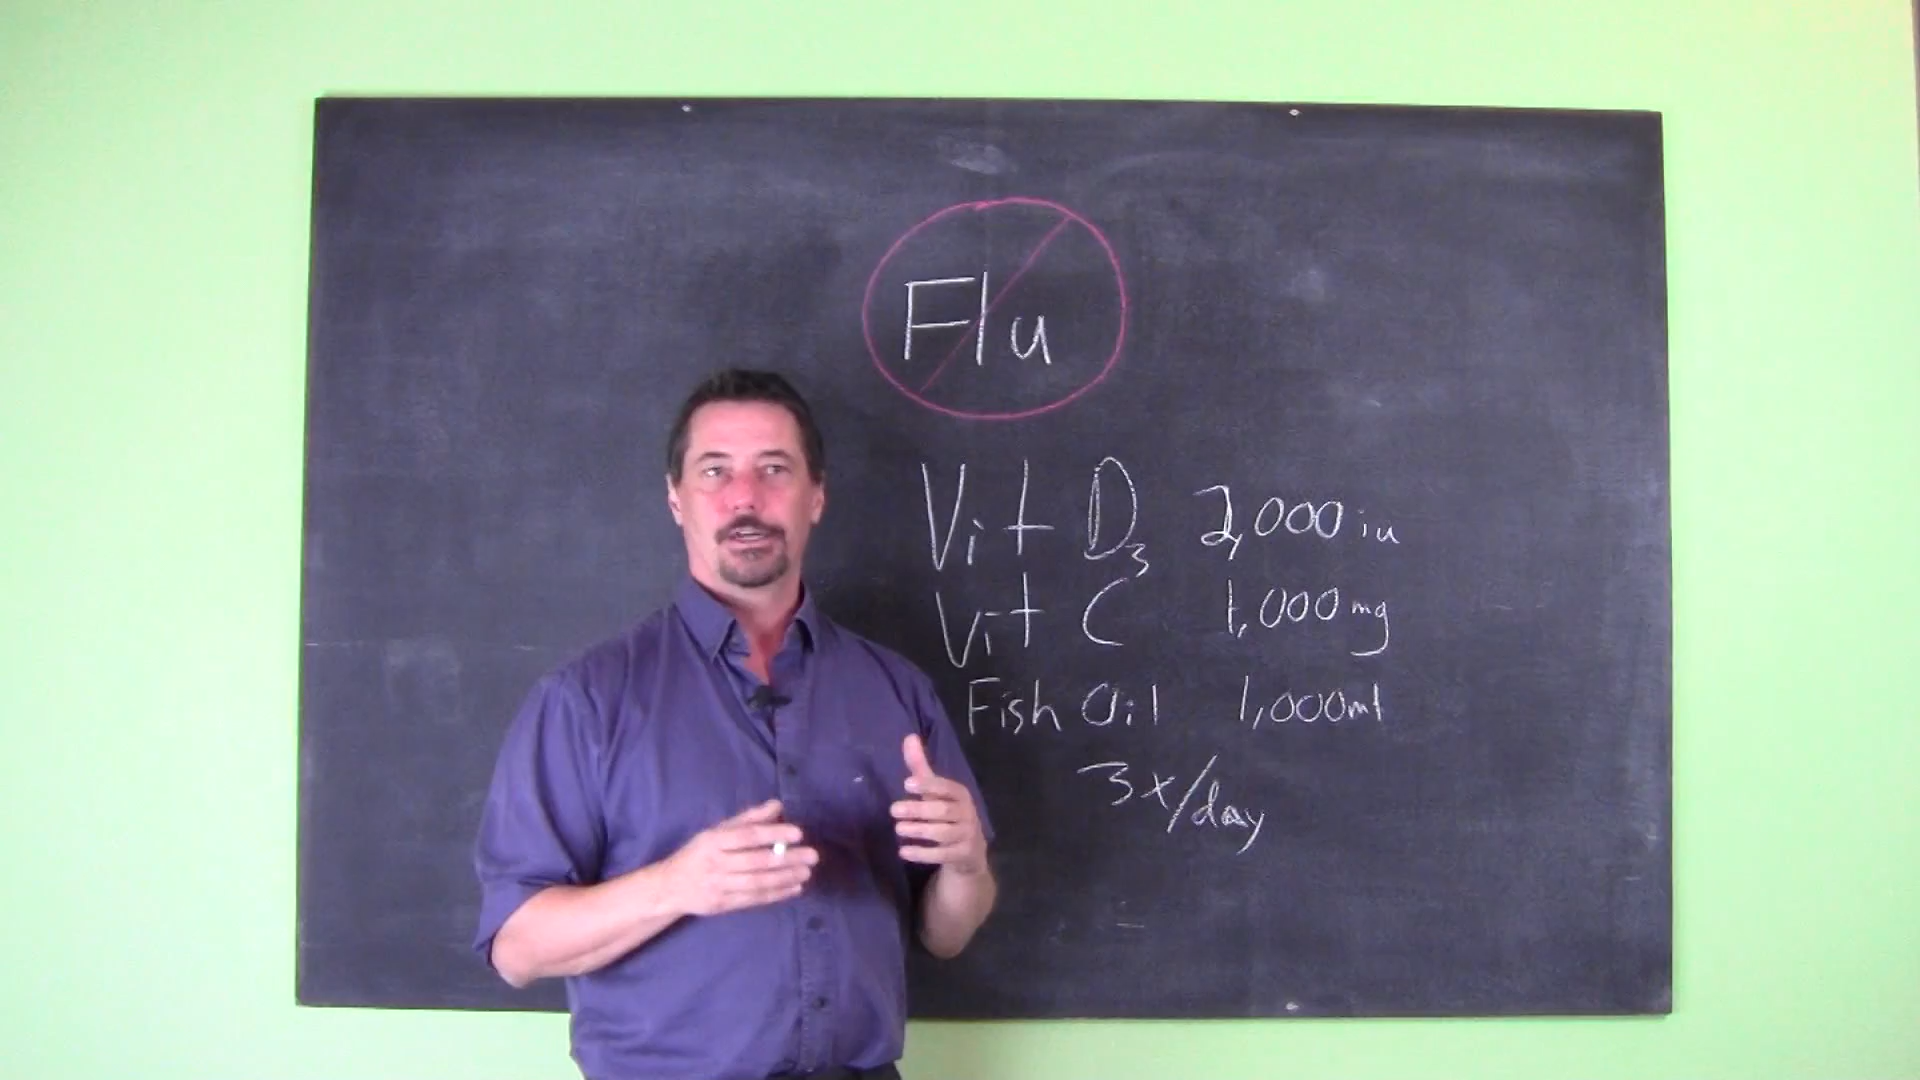 Flu
Vit D3 2,000 iu
Vit C 1,000 mg
Fish Oil 1,000ml
3x/day